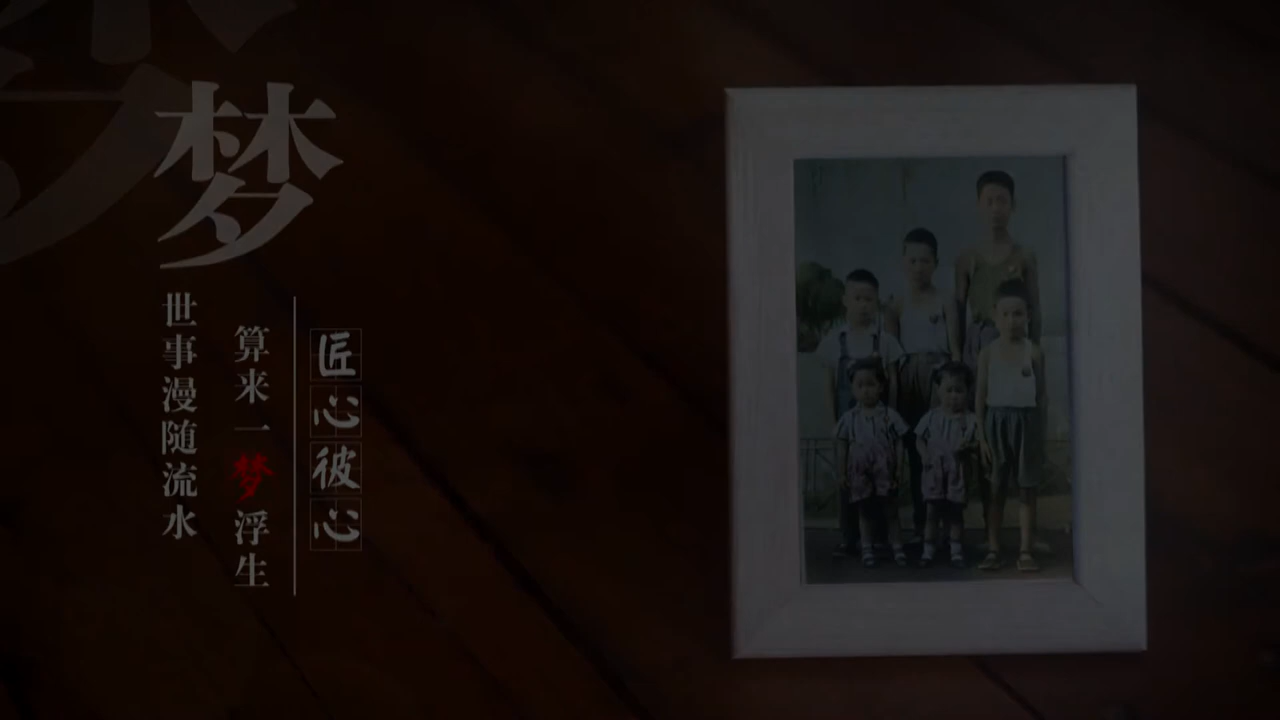 梦
世事漫随流水
算来一梦浮生
匠心彼心